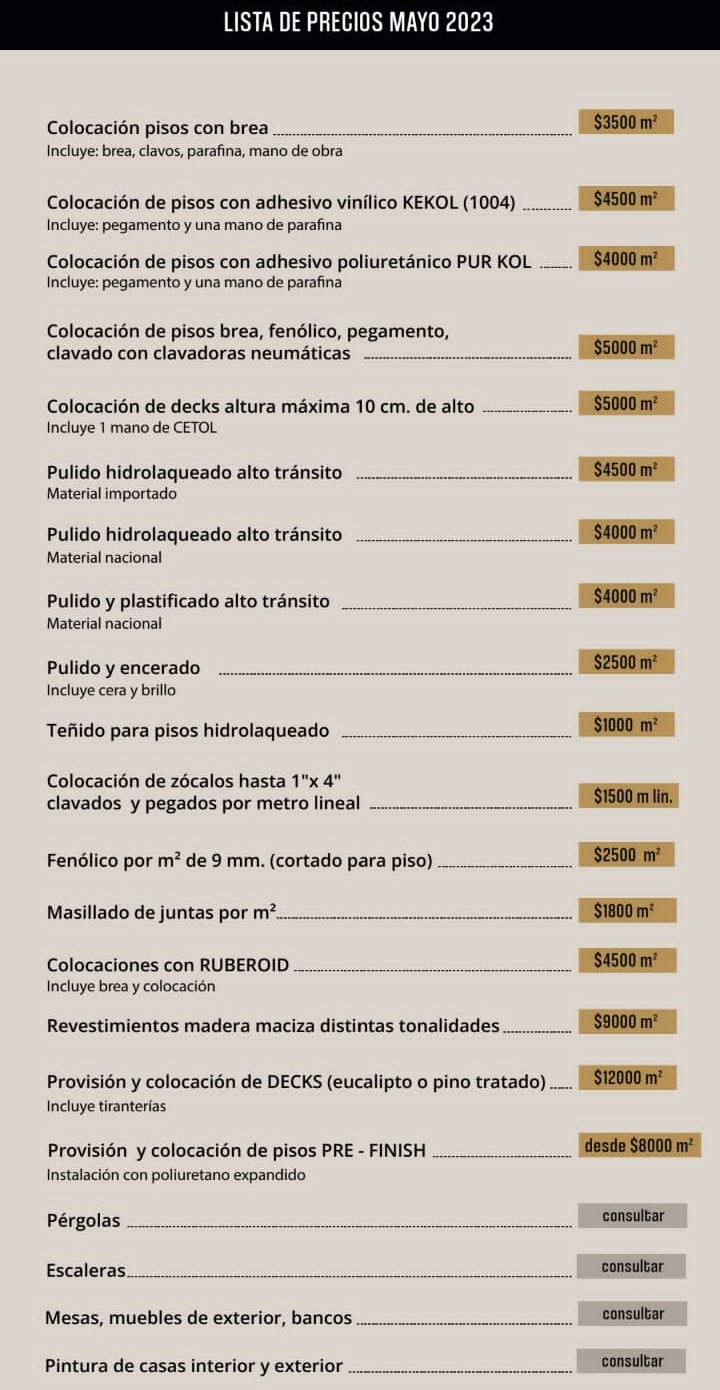 LISTA DE PRECIOS MAYO 2023
Colocación pisos con brea $3500 m²
Incluye: brea, clavos, parafina, mano de obra
Colocación de pisos con adhesivo vinílico KEKOL (1004) $4500 m²
Incluye: pegamento y una mano de parafina
Colocación de pisos con adhesivo poliuretánico PUR KOL $4000 m²
Incluye: pegamento y una mano de parafina
Colocación de pisos brea, fenólico, pegamento,
clavado con clavadoras neumáticas $5000 m²
Colocación de decks altura máxima 10 cm. de alto $5000 m²
Incluye 1 mano de CETOL
Pulido hidrolaqueado alto tránsito $4500 m²
Material importado
Pulido hidrolaqueado alto tránsito $4000 m²
Material nacional
Pulido y plastificado alto tránsito $4000 m²
Material nacional
Pulido y encerado $2500 m²
Incluye cera y brillo
Teñido para pisos hidrolaqueado $1000 m²
Colocación de zócalos hasta 1"x 4"
clavados y pegados por metro lineal $1500 m lin.
Fenólico por m² de 9 mm. (cortado para piso) $2500 m²
Masillado de juntas por m² $1800 m²
Colocaciones con RUBEROID $4500 m²
Incluye brea y colocación
Revestimientos madera maciza distintas tonalidades $9000 m²
Provisión y colocación de DECKS (eucalipto o pino tratado) $12000 m²
Incluye tiranterías
Provisión y colocación de pisos PRE - FINISH desde $8000 m²
Instalación con poliuretano expandido
Pérgolas consultar
Escaleras consultar
Mesas, muebles de exterior, bancos consultar
Pintura de casas interior y exterior consultar